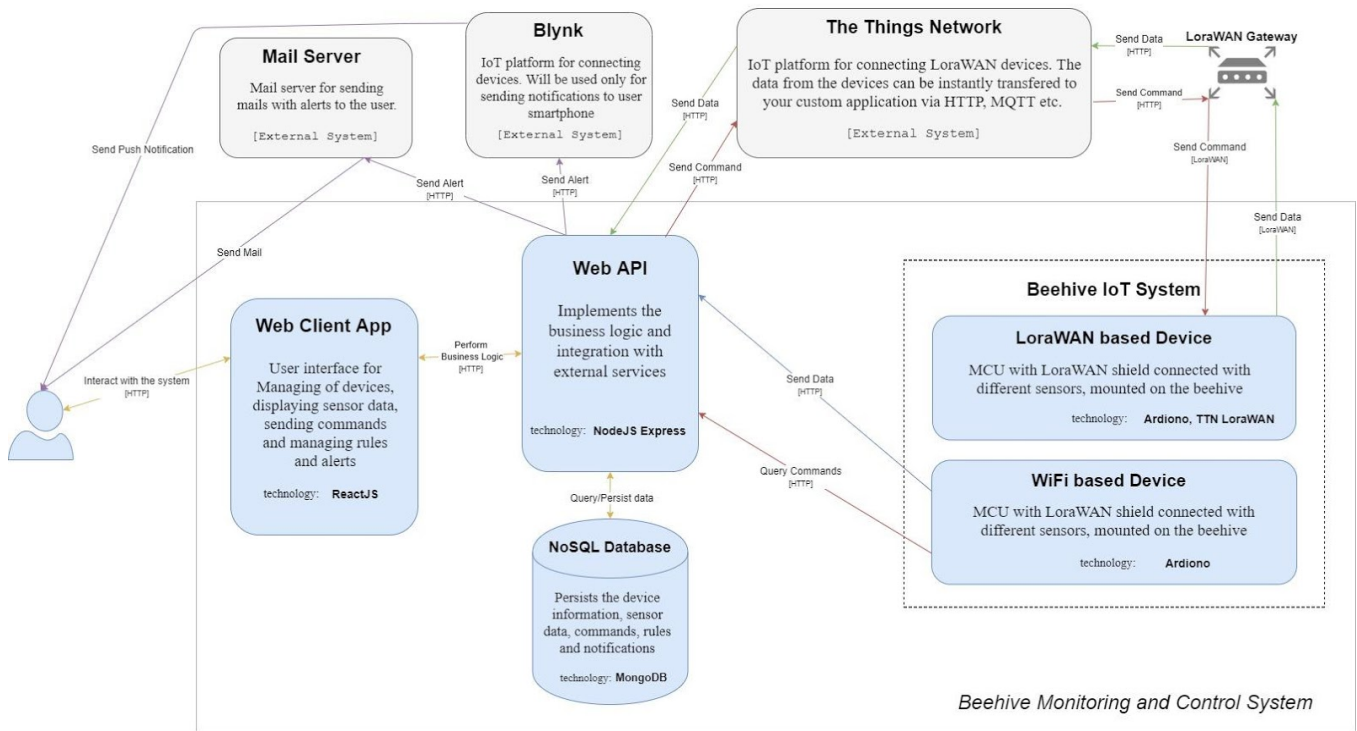 Blynk
IoT platform for connecting
devices. Will be used only for
sending notifications to user
smartphone
[External System]
The Things Network
IoT platform for connecting LoraWAN devices. The
data from the devices can be instantly transfered to
your custom application via HTTP, MQTT etc.
[External System]
LoraWAN Gateway
Mail Server
Mail server for sending
mails with alerts to the user.
[External System]
Send Data
[HTTP]
Send Command
[HTTP]
Send Data
[HTTP]
Send Push Notification
Send Command
[LoraWAN]
Send Command
[HTTP]
Send Alert
[HTTP]
Send Alert
[HTTP]
Send Data
[LoraWAN]
Send Mail
Web API
Implements the
business logic and
integration with
external services
technology: NodeJS Express
Beehive IoT System
LoraWAN based Device
MCU with LoraWAN shield connected with
different sensors, mounted on the beehive
technology: Ardiono, TTN LoraWAN
Web Client App
User interface for
Managing of devices,
displaying sensor data,
sending commands
and managing rules
and alerts
technology: ReactJS
Perform
Business Logic
[HTTP]
Interact with the system
[HTTP]
Send Data
[HTTP]
Query Commands
[HTTP]
WiFi based Device
MCU with LoraWAN shield connected with
different sensors, mounted on the beehive
technology: Ardiono
Query/Persist data
NoSQL Database
Persists the device
information, sensor
data, commands, rules
and notifications
technology: MongoDB
Beehive Monitoring and Control System